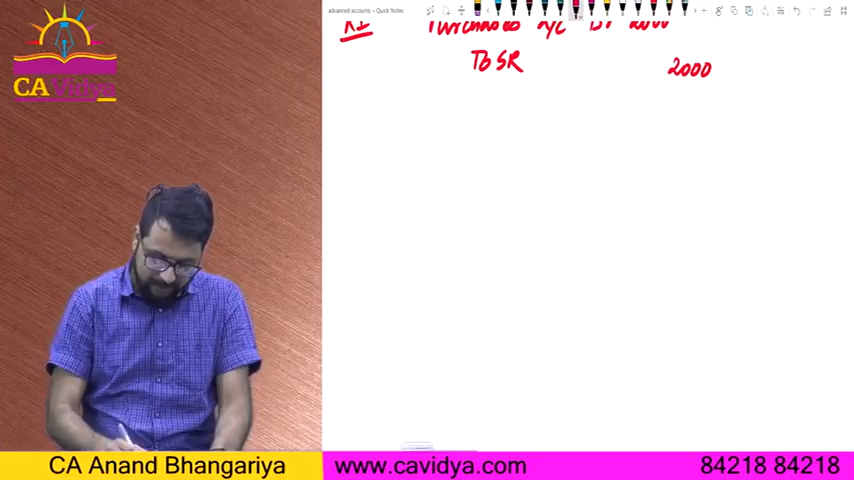 advanced accounts • Quick Notes
Purchases A/c Dr 2000
To SR
2000
CA Vidya
CA Anand Bhangariya
www.cavidya.com
84218 84218